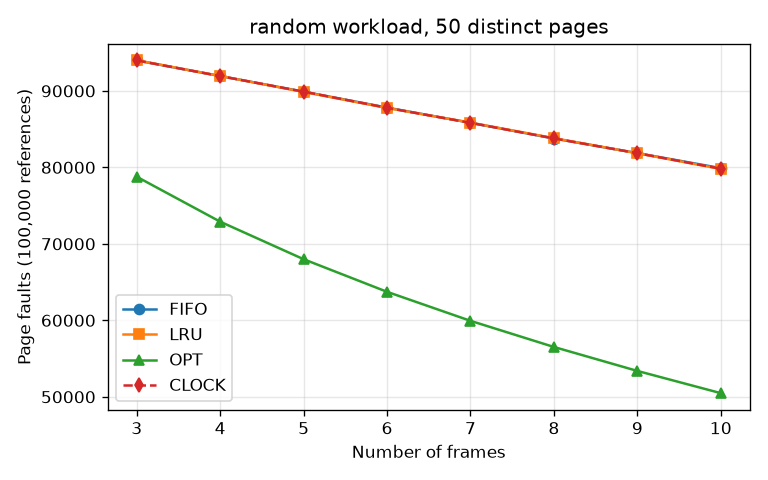 random workload, 50 distinct pages
Page faults (100,000 references)
90000
80000
70000
60000
50000
FIFO
LRU
OPT
CLOCK
3 4 5 6 7 8 9 10
Number of frames